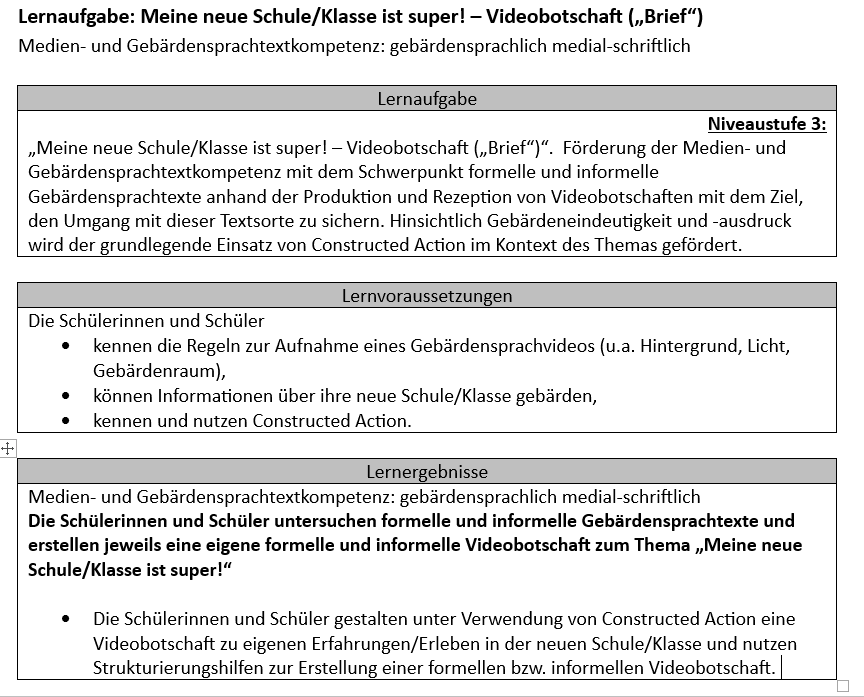 Lernaufgabe: Meine neue Schule/Klasse ist super! – Videobotschaft („Brief“)
Medien- und Gebärdensprachtextkompetenz: gebärdensprachlich medial-schriftlich
Lernaufgabe
Niveaustufe 3:
„Meine neue Schule/Klasse ist super! – Videobotschaft („Brief“)“.  Förderung der Medien- und
Gebärdensprachtextkompetenz mit dem Schwerpunkt formelle und informelle
Gebärdensprachtexte anhand der Produktion und Rezeption von Videobotschaften mit dem Ziel,
den Umgang mit dieser Textsorte zu sichern. Hinsichtlich Gebärdeneindeutigkeit und -ausdruck
wird der grundlegende Einsatz von Constructed Action im Kontext des Themas gefördert.
Lernvoraussetzungen
Die Schülerinnen und Schüler
• kennen die Regeln zur Aufnahme eines Gebärdensprachvideos (u.a. Hintergrund, Licht,
Gebärdenraum),
• können Informationen über ihre neue Schule/Klasse gebärden,
• kennen und nutzen Constructed Action.
Lernergebnisse
Medien- und Gebärdensprachtextkompetenz: gebärdensprachlich medial-schriftlich
Die Schülerinnen und Schüler untersuchen formelle und informelle Gebärdensprachtexte und
erstellen jeweils eine eigene formelle und informelle Videobotschaft zum Thema „Meine neue
Schule/Klasse ist super!“
• Die Schülerinnen und Schüler gestalten unter Verwendung von Constructed Action eine
Videobotschaft zu eigenen Erfahrungen/Erleben in der neuen Schule/Klasse und nutzen
Strukturierungshilfen zur Erstellung einer formellen bzw. informellen Videobotschaft.